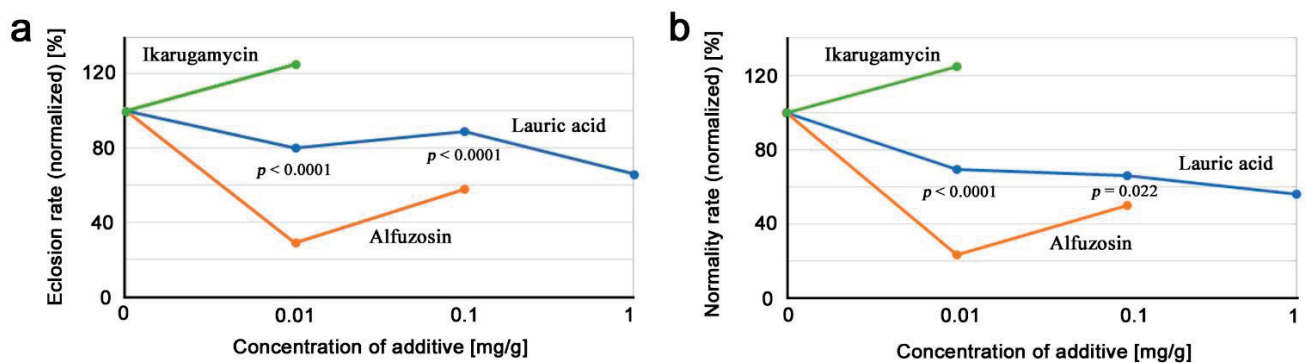 a
Eclosion rate (normalized) [%]
120
80
40
0
Ikarugamycin
Lauric acid
p < 0.0001
p < 0.0001
Alfuzosin
0 0.01 0.1 1
Concentration of additive [mg/g]
b
Normality rate (normalized) [%]
120
80
40
0
Ikarugamycin
Lauric acid
p < 0.0001
p = 0.022
Alfuzosin
0 0.01 0.1 1
Concentration of additive [mg/g]